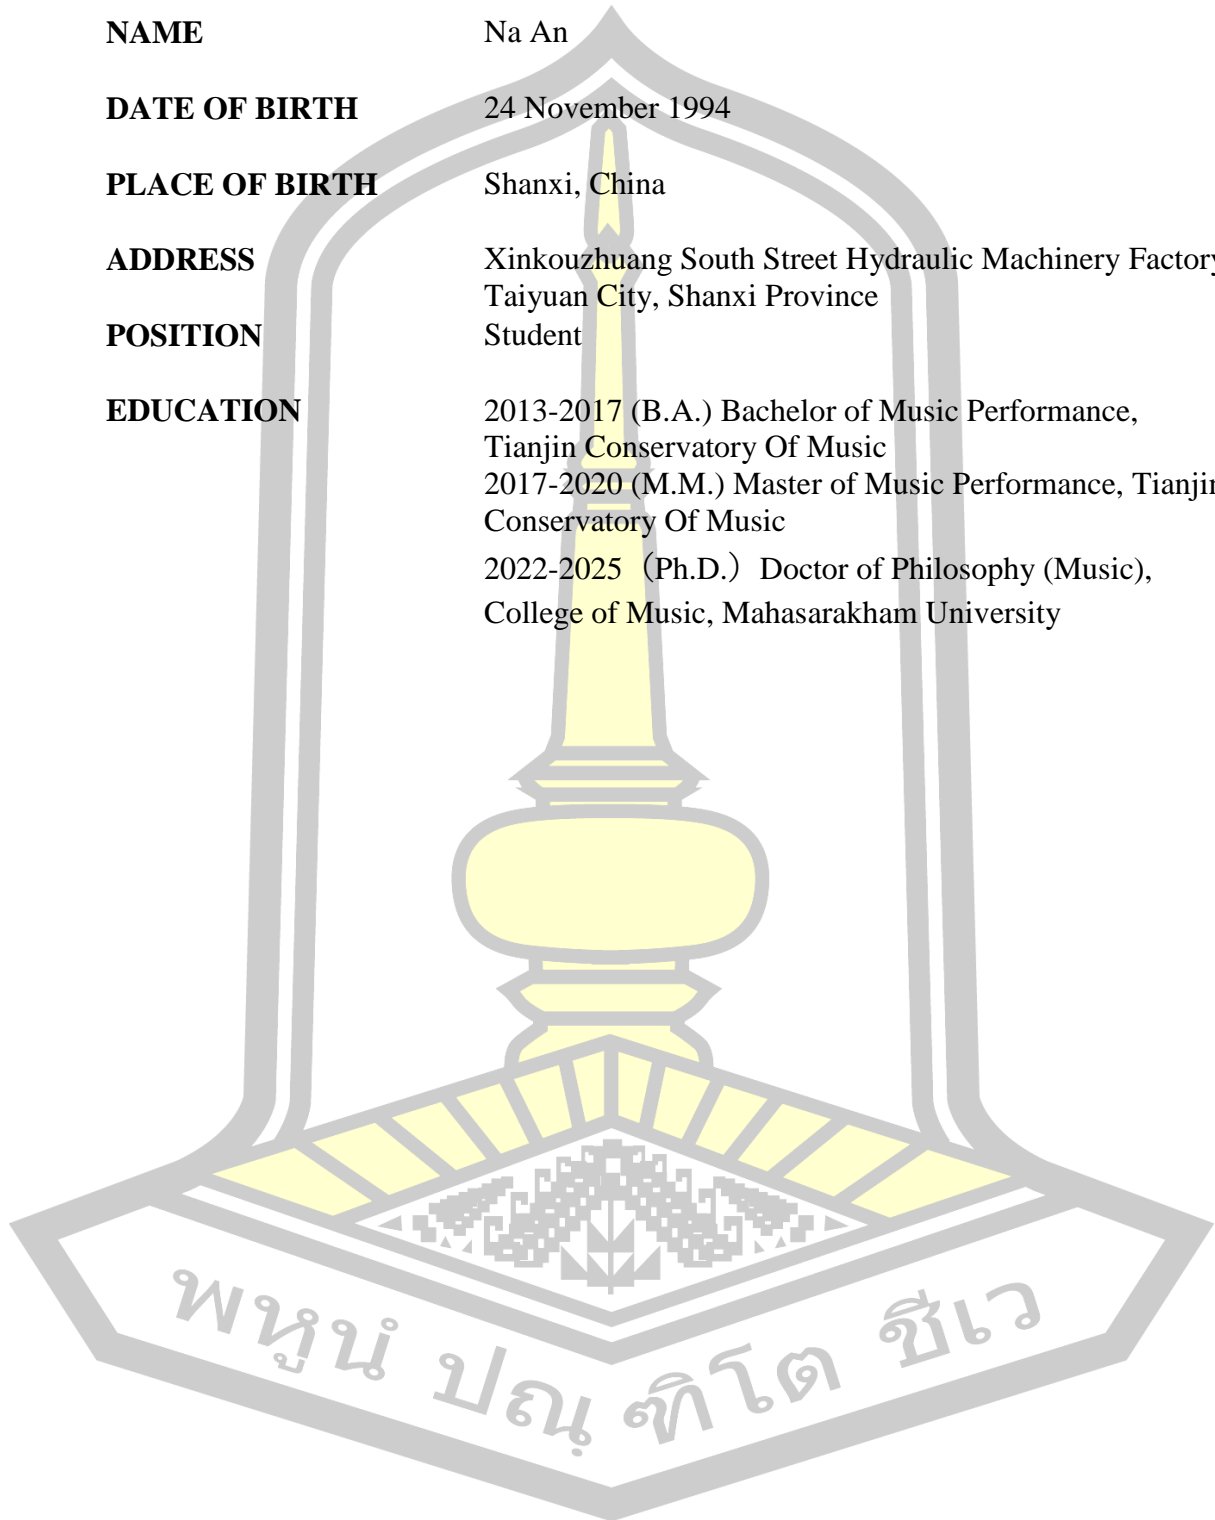 NAME Na An
DATE OF BIRTH 24 November 1994
PLACE OF BIRTH Shanxi, China
ADDRESS Xinkouzhuang South Street Hydraulic Machinery Factory
Taiyuan City, Shanxi Province
POSITION Student
EDUCATION 2013-2017 (B.A.) Bachelor of Music Performance,
Tianjin Conservatory Of Music
2017-2020 (M.M.) Master of Music Performance, Tianjin
Conservatory Of Music
2022-2025（Ph.D.）Doctor of Philosophy (Music),
College of Music, Mahasarakham University
พหูนํ ปณฺฑิโต ชีเว